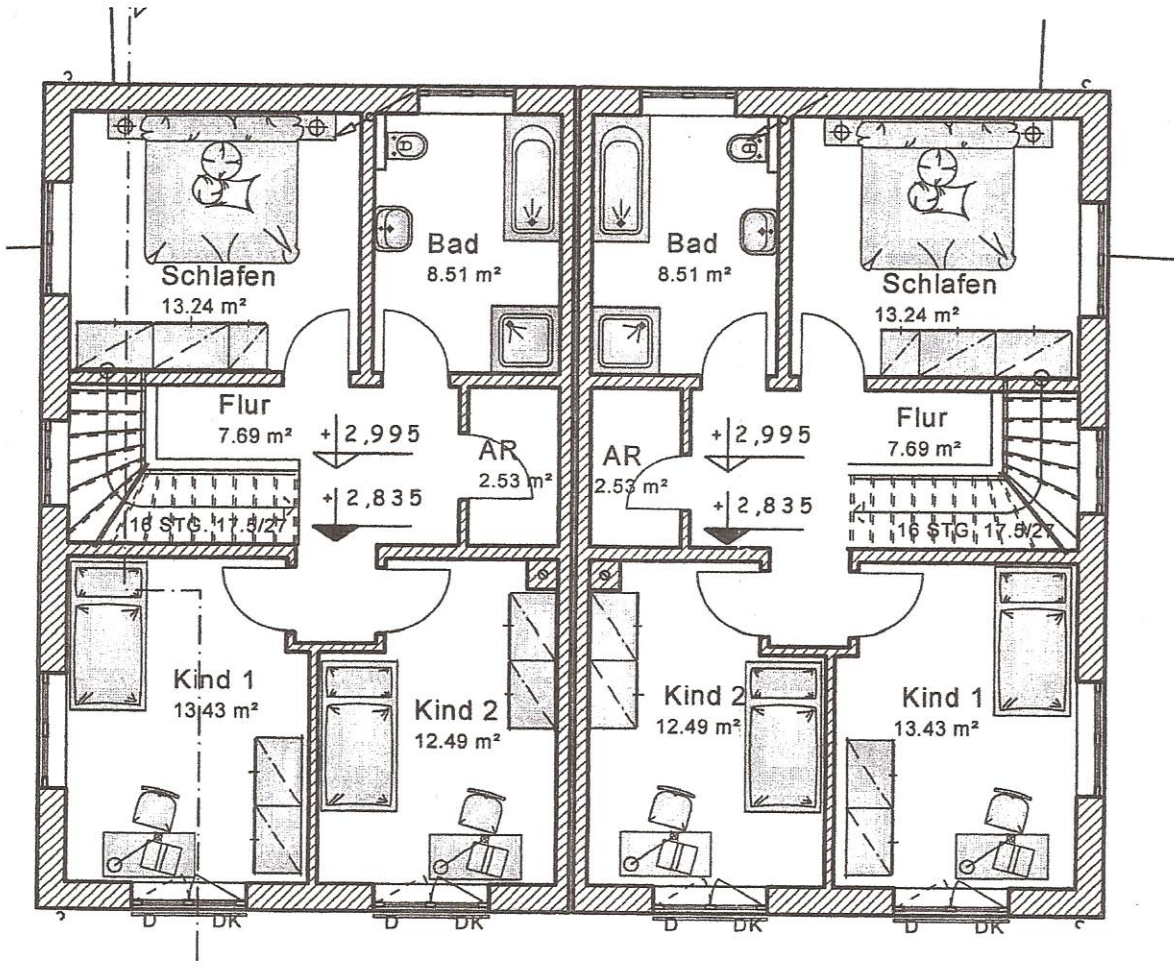 Schlafen
13.24 m²
Bad
8.51 m²
Bad
8.51 m²
Schlafen
13.24 m²
Flur
7.69 m²
+ 2,995
+ 2,835
AR
2.53 m²
16 STG. 17.5/27
AR
2.53 m²
+ 2,995
+ 2,835
Flur
7.69 m²
16 STG. 17.5/27
Kind 1
13.43 m²
Kind 2
12.49 m²
Kind 2
12.49 m²
Kind 1
13.43 m²
D DK
D DK
D DK
D DK